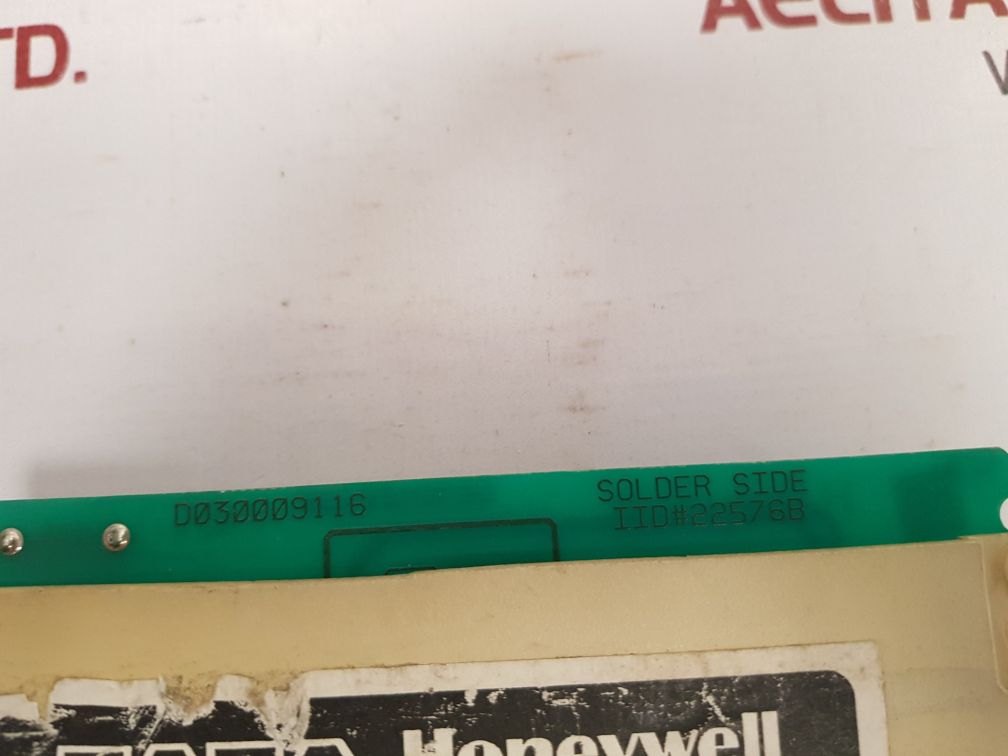 TD.
D030009116
SOLDER SIDE
IID#22576B
Honeywell